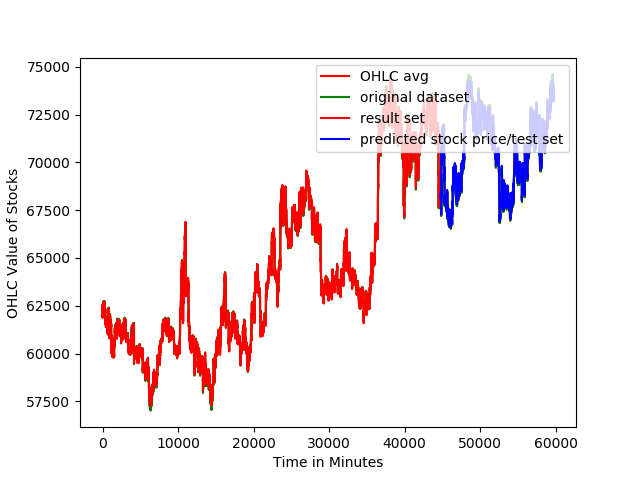 75000
72500
70000
67500
65000
62500
60000
57500
OHLC Value of Stocks
OHLC avg
original dataset
result set
predicted stock price/test set
0
10000
20000
30000
40000
50000
60000
Time in Minutes